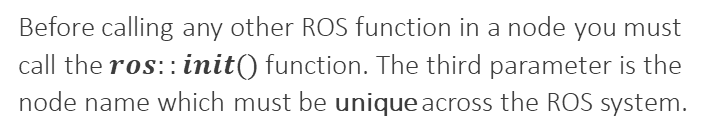 Before calling any other ROS function in a node you must
call the ros::init() function. The third parameter is the
node name which must be unique across the ROS system.